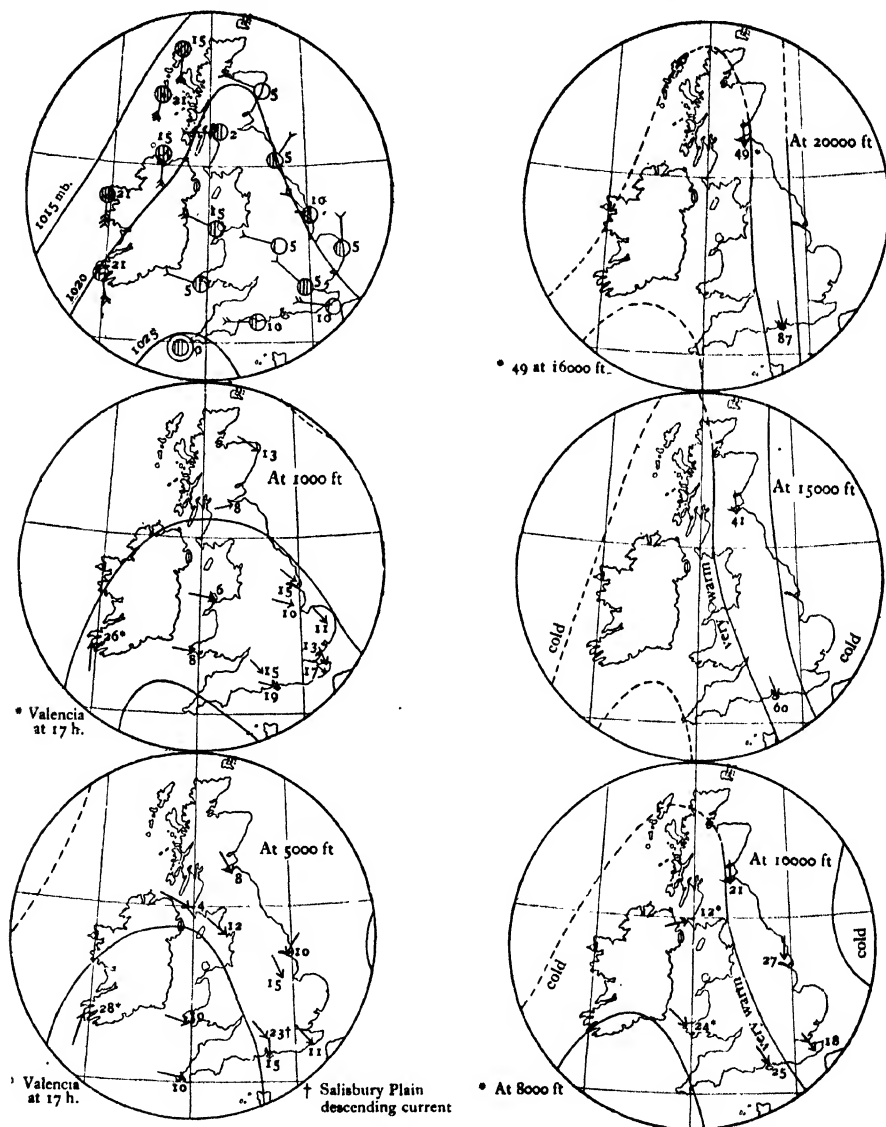 15
21
15
21
21
1015 mb.
1020
1025
2
5
5
10
5
15
5
5
5
10
10
0
At 20000 ft
49*
87
* 49 at 16000 ft.
At 1000 ft
13
8
6
15
10
11
26*
8
13
17
15
19
* Valencia
at 17 h.
At 15000 ft
41
very warm
cold
cold
60
At 5000 ft
8
4
12
10
15
28*
23†
15
11
10
Valencia
at 17 h.
† Salisbury Plain
descending current
At 10000 ft
21
12*
27
cold
cold
very warm
24*
18
25
* At 8000 ft